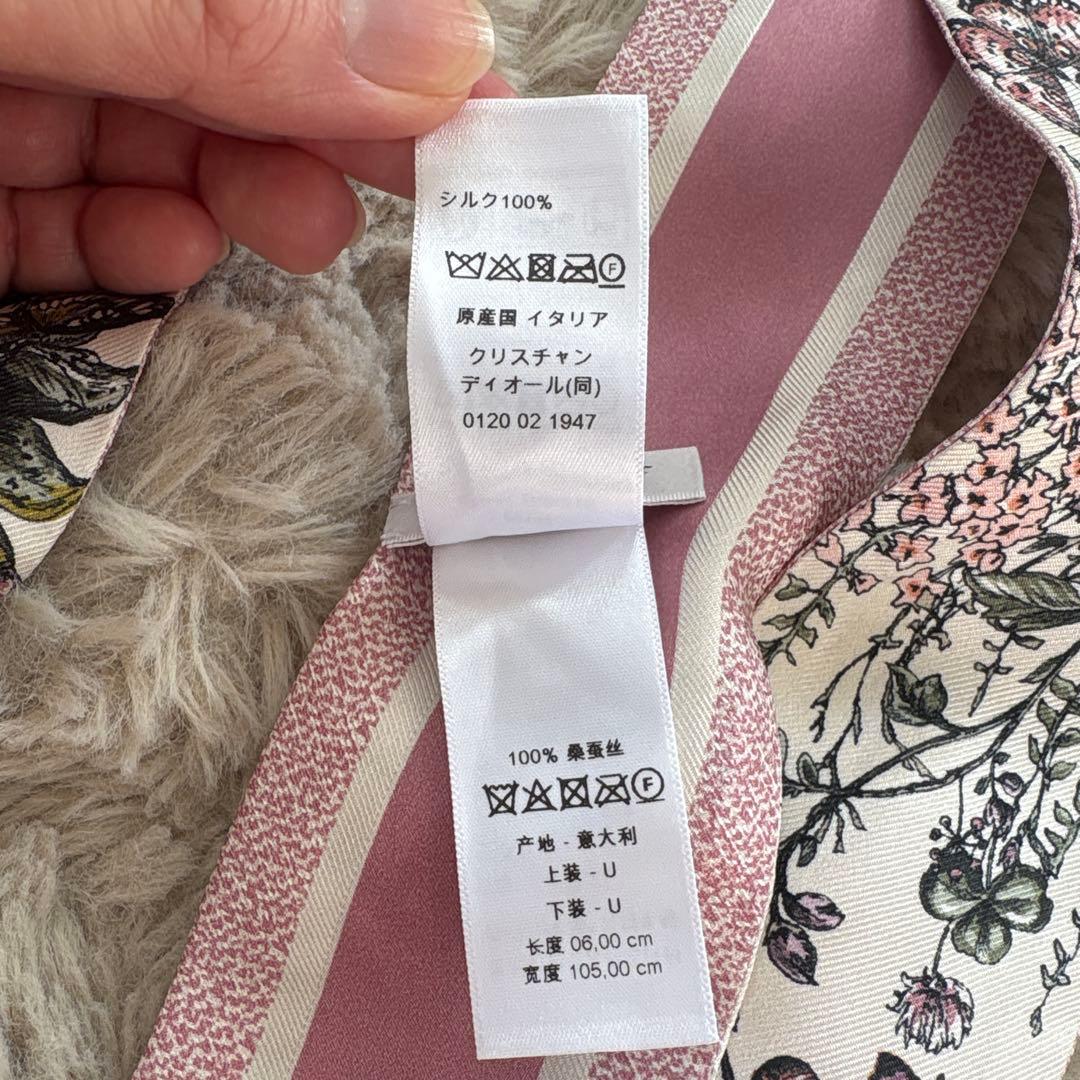 シルク100%
F
原産国 イタリア
クリスチャン
ディオール(同)
0120 02 1947
100% 桑蚕丝
F
产地 - 意大利
上装 - U
下装 - U
长度 06,00 cm
宽度 105,00 cm